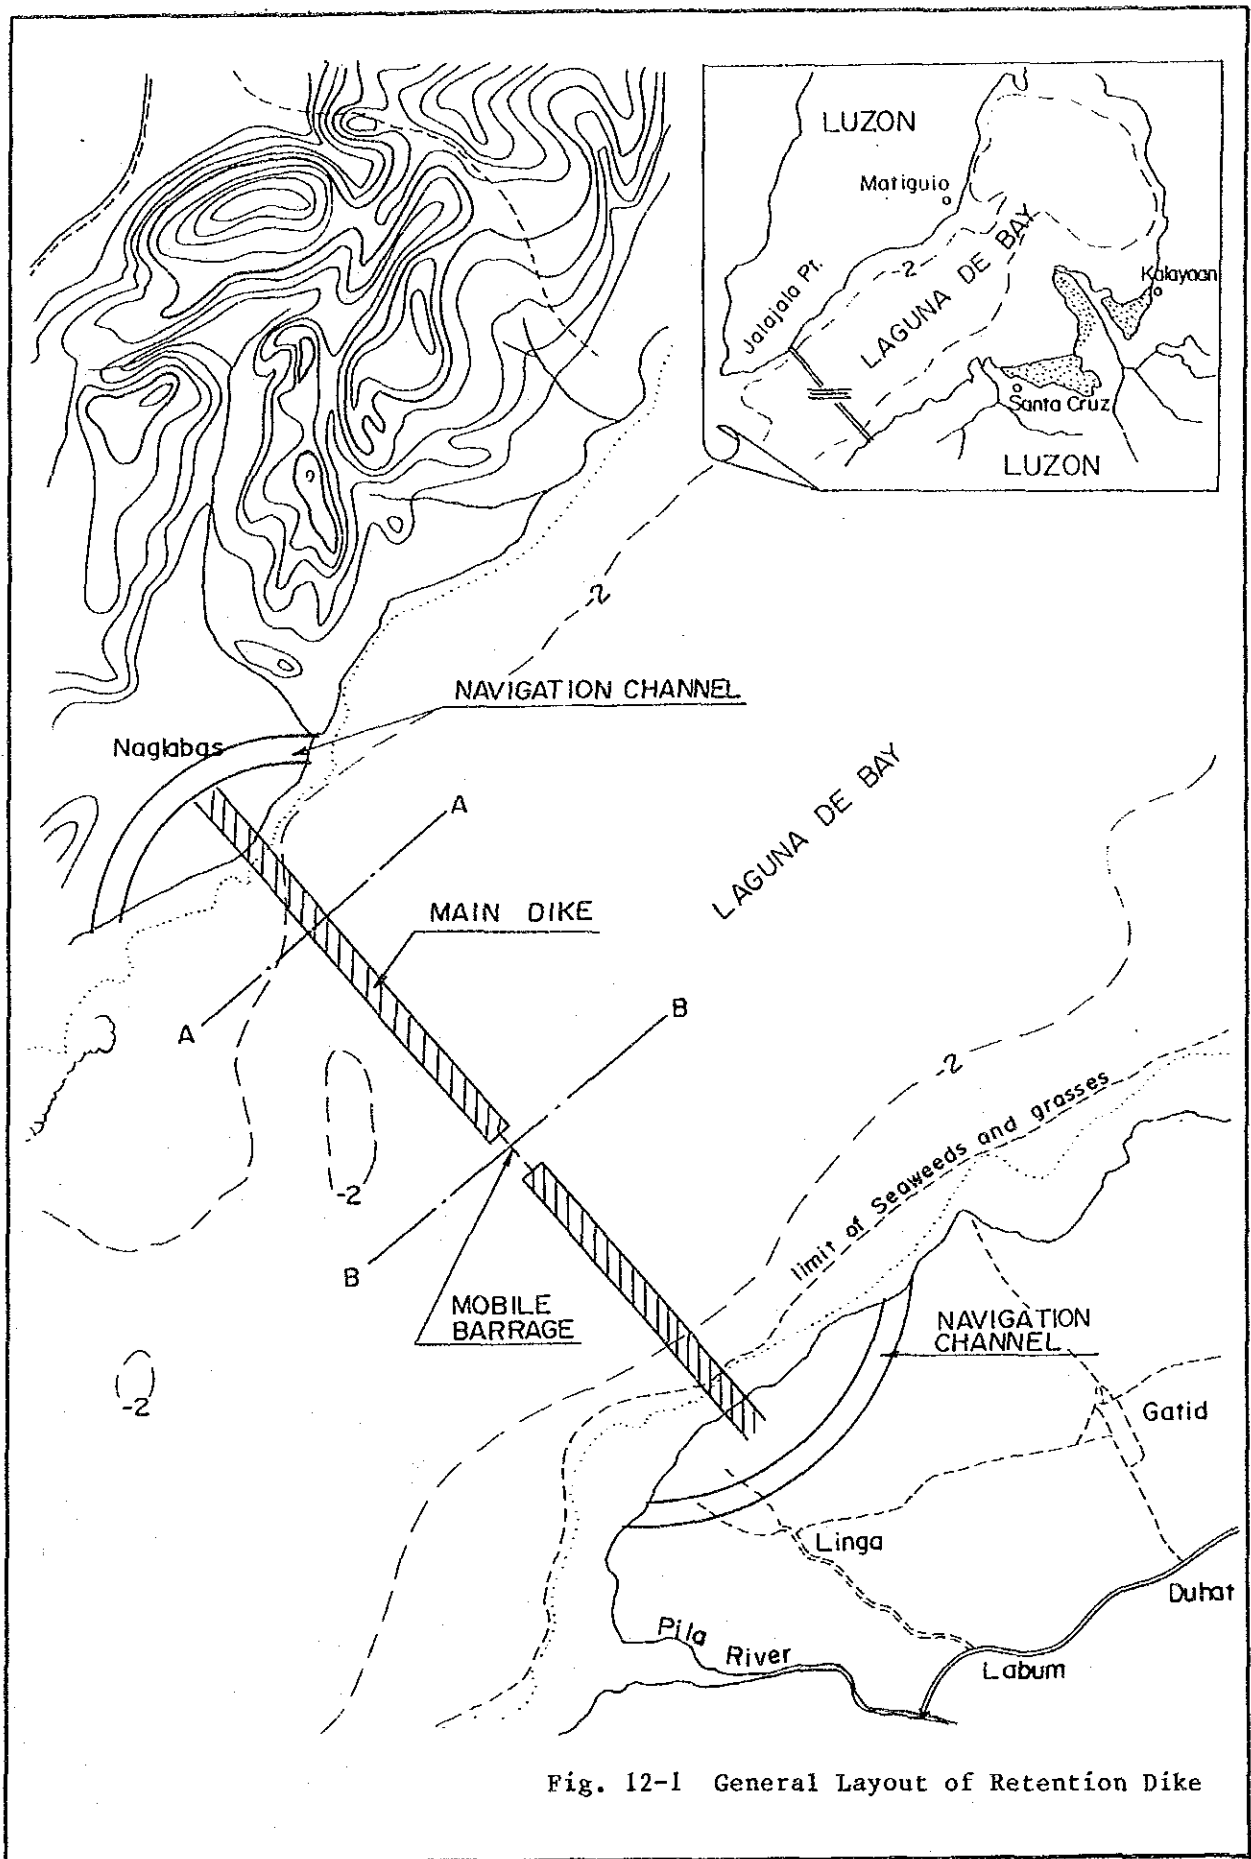 LUZON
Matiguio
-2
Jalajala Pt.
LAGUNA DE BAY
Kalayaan
Santa Cruz
LUZON
-2
NAVIGATION CHANNEL
Naglabas
A
LAGUNA DE BAY
MAIN DIKE
A
B
-2
limit of Seaweeds and grasses
-2
B
MOBILE
BARRAGE
NAVIGATION
CHANNEL
-2
Gatid
Linga
Duhat
Pila River
Labum
Fig. 12-1 General Layout of Retention Dike